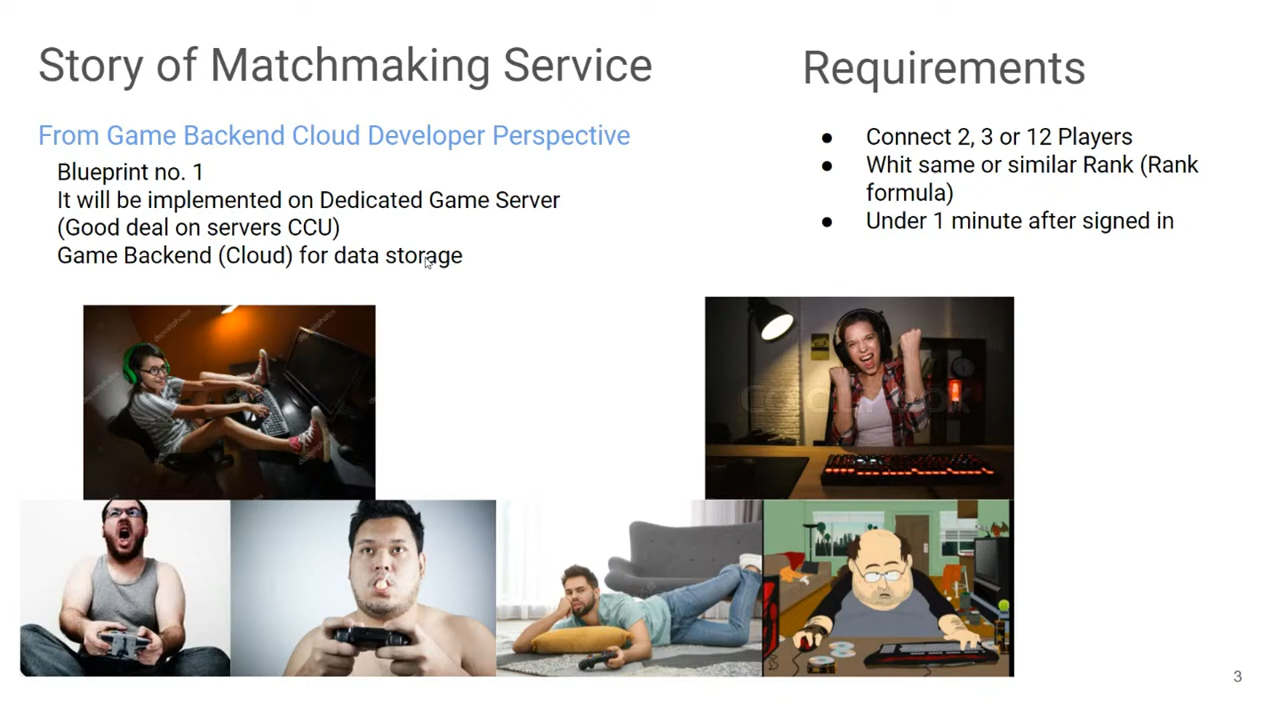 Story of Matchmaking Service
From Game Backend Cloud Developer Perspective
Blueprint no. 1
It will be implemented on Dedicated Game Server
(Good deal on servers CCU)
Game Backend (Cloud) for data storage
Requirements
● Connect 2, 3 or 12 Players
● Whit same or similar Rank (Rank
formula)
● Under 1 minute after signed in
3